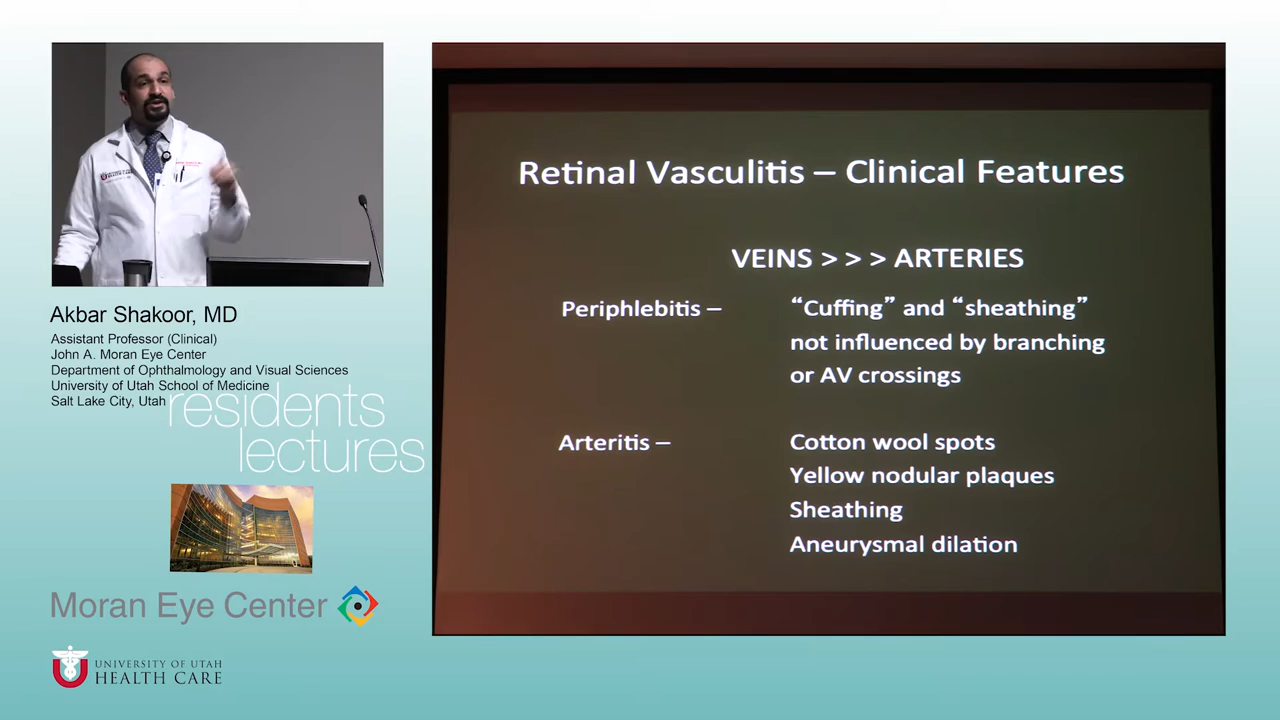 Akbar Shakoor, MD
Assistant Professor (Clinical)
John A. Moran Eye Center
Department of Ophthalmology and Visual Sciences
University of Utah School of Medicine
Salt Lake City, Utah
residents
lectures
Moran Eye Center
UNIVERSITY OF UTAH
HEALTH CARE
Retinal Vasculitis – Clinical Features
VEINS > > > ARTERIES
Periphlebitis – “Cuffing” and “sheathing”
not influenced by branching
or AV crossings
Arteritis – Cotton wool spots
Yellow nodular plaques
Sheathing
Aneurysmal dilation